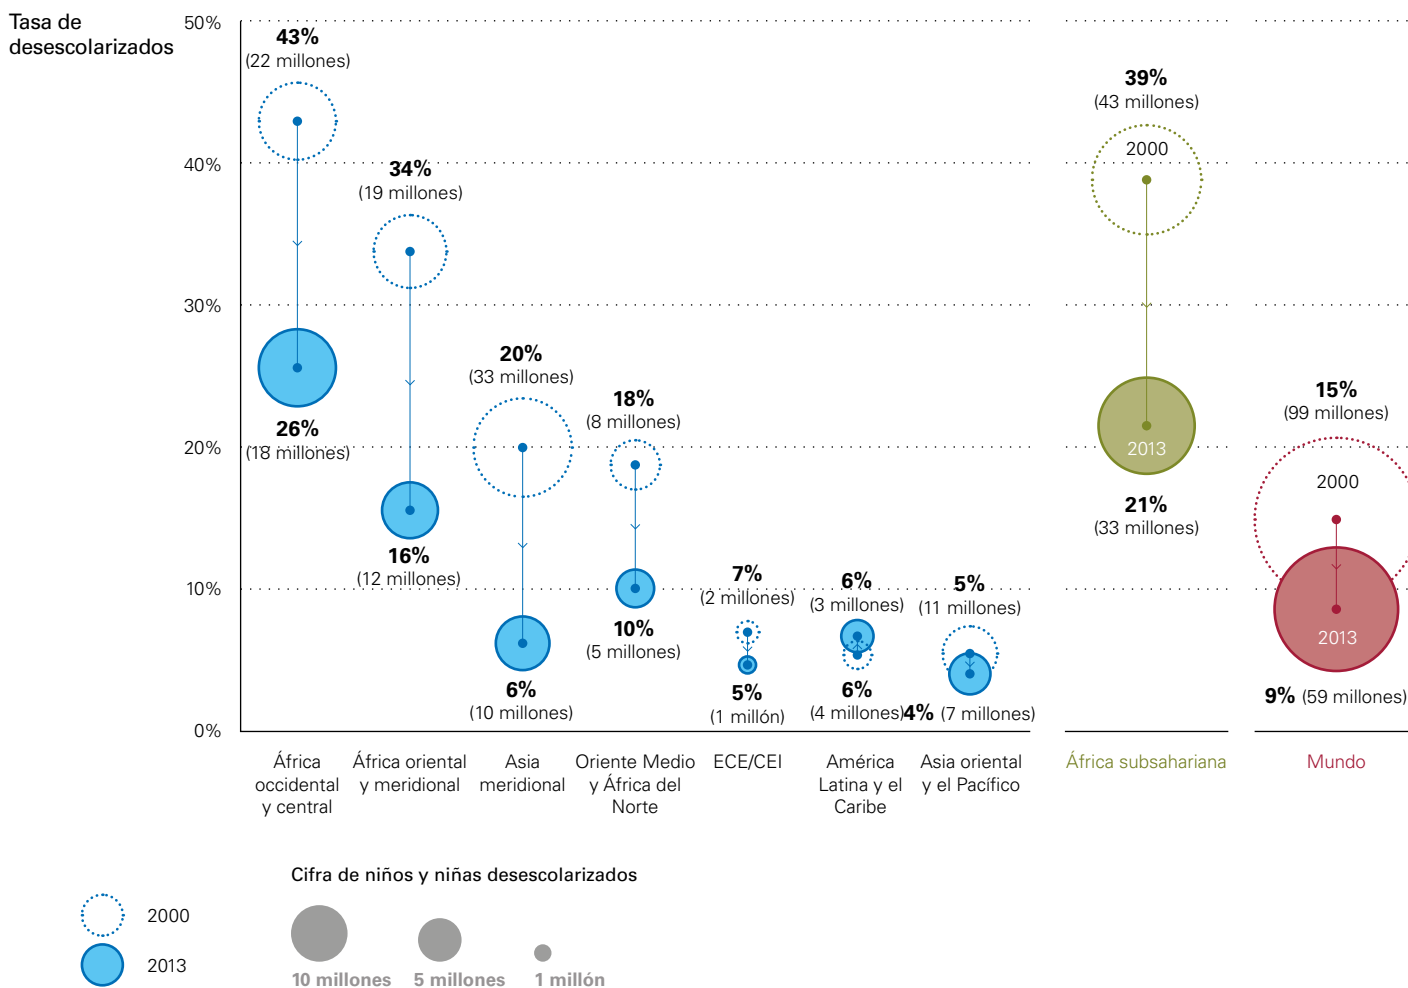 Tasa de
desescolarizados
50%
40%
30%
20%
10%
0%
43%
(22 millones)
26%
(18 millones)
34%
(19 millones)
16%
(12 millones)
20%
(33 millones)
6%
(10 millones)
18%
(8 millones)
10%
(5 millones)
7%
(2 millones)
5%
(1 millón)
6%
(3 millones)
6%
(4 millones)
5%
(11 millones)
4% (7 millones)
39%
(43 millones)
2000
2013
21%
(33 millones)
15%
(99 millones)
2000
2013
9% (59 millones)
África
occidental
y central
África oriental
y meridional
Asia
meridional
Oriente Medio
y África del
Norte
ECE/CEI
América
Latina y el
Caribe
Asia oriental
y el Pacífico
África subsahariana
Mundo
Cifra de niños y niñas desescolarizados
2000
2013
10 millones
5 millones
1 millón